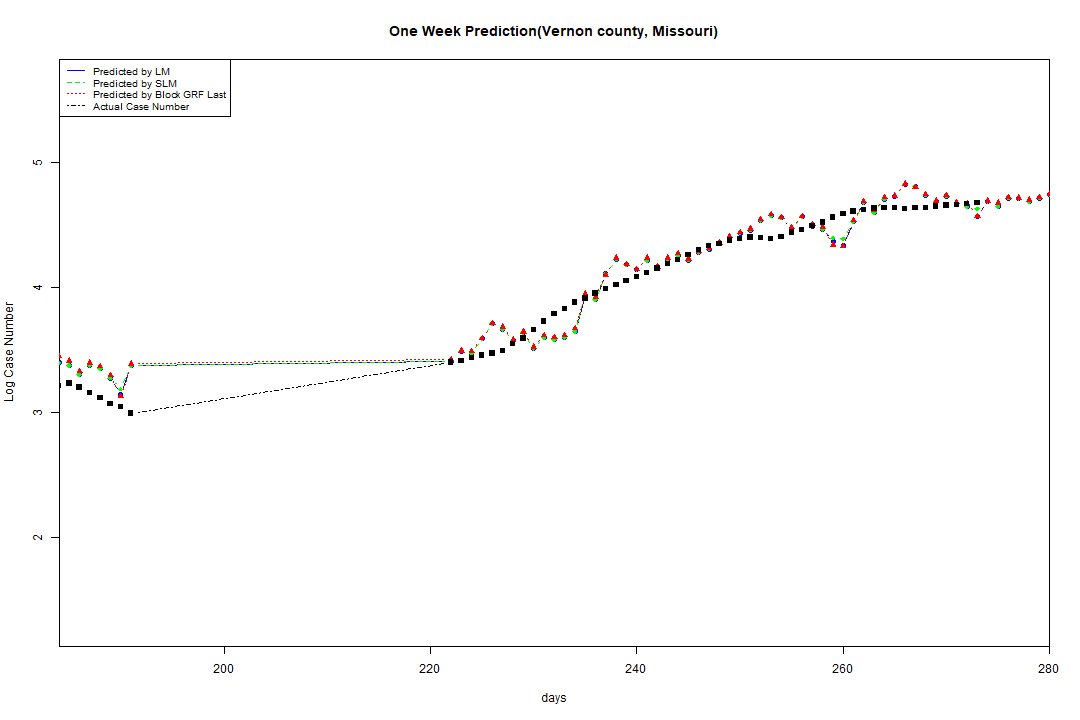 One Week Prediction(Vernon county, Missouri)
Predicted by LM
Predicted by SLM
Predicted by Block GRF Last
Actual Case Number
5
4
3
2
Log Case Number
200 220 240 260 280
days